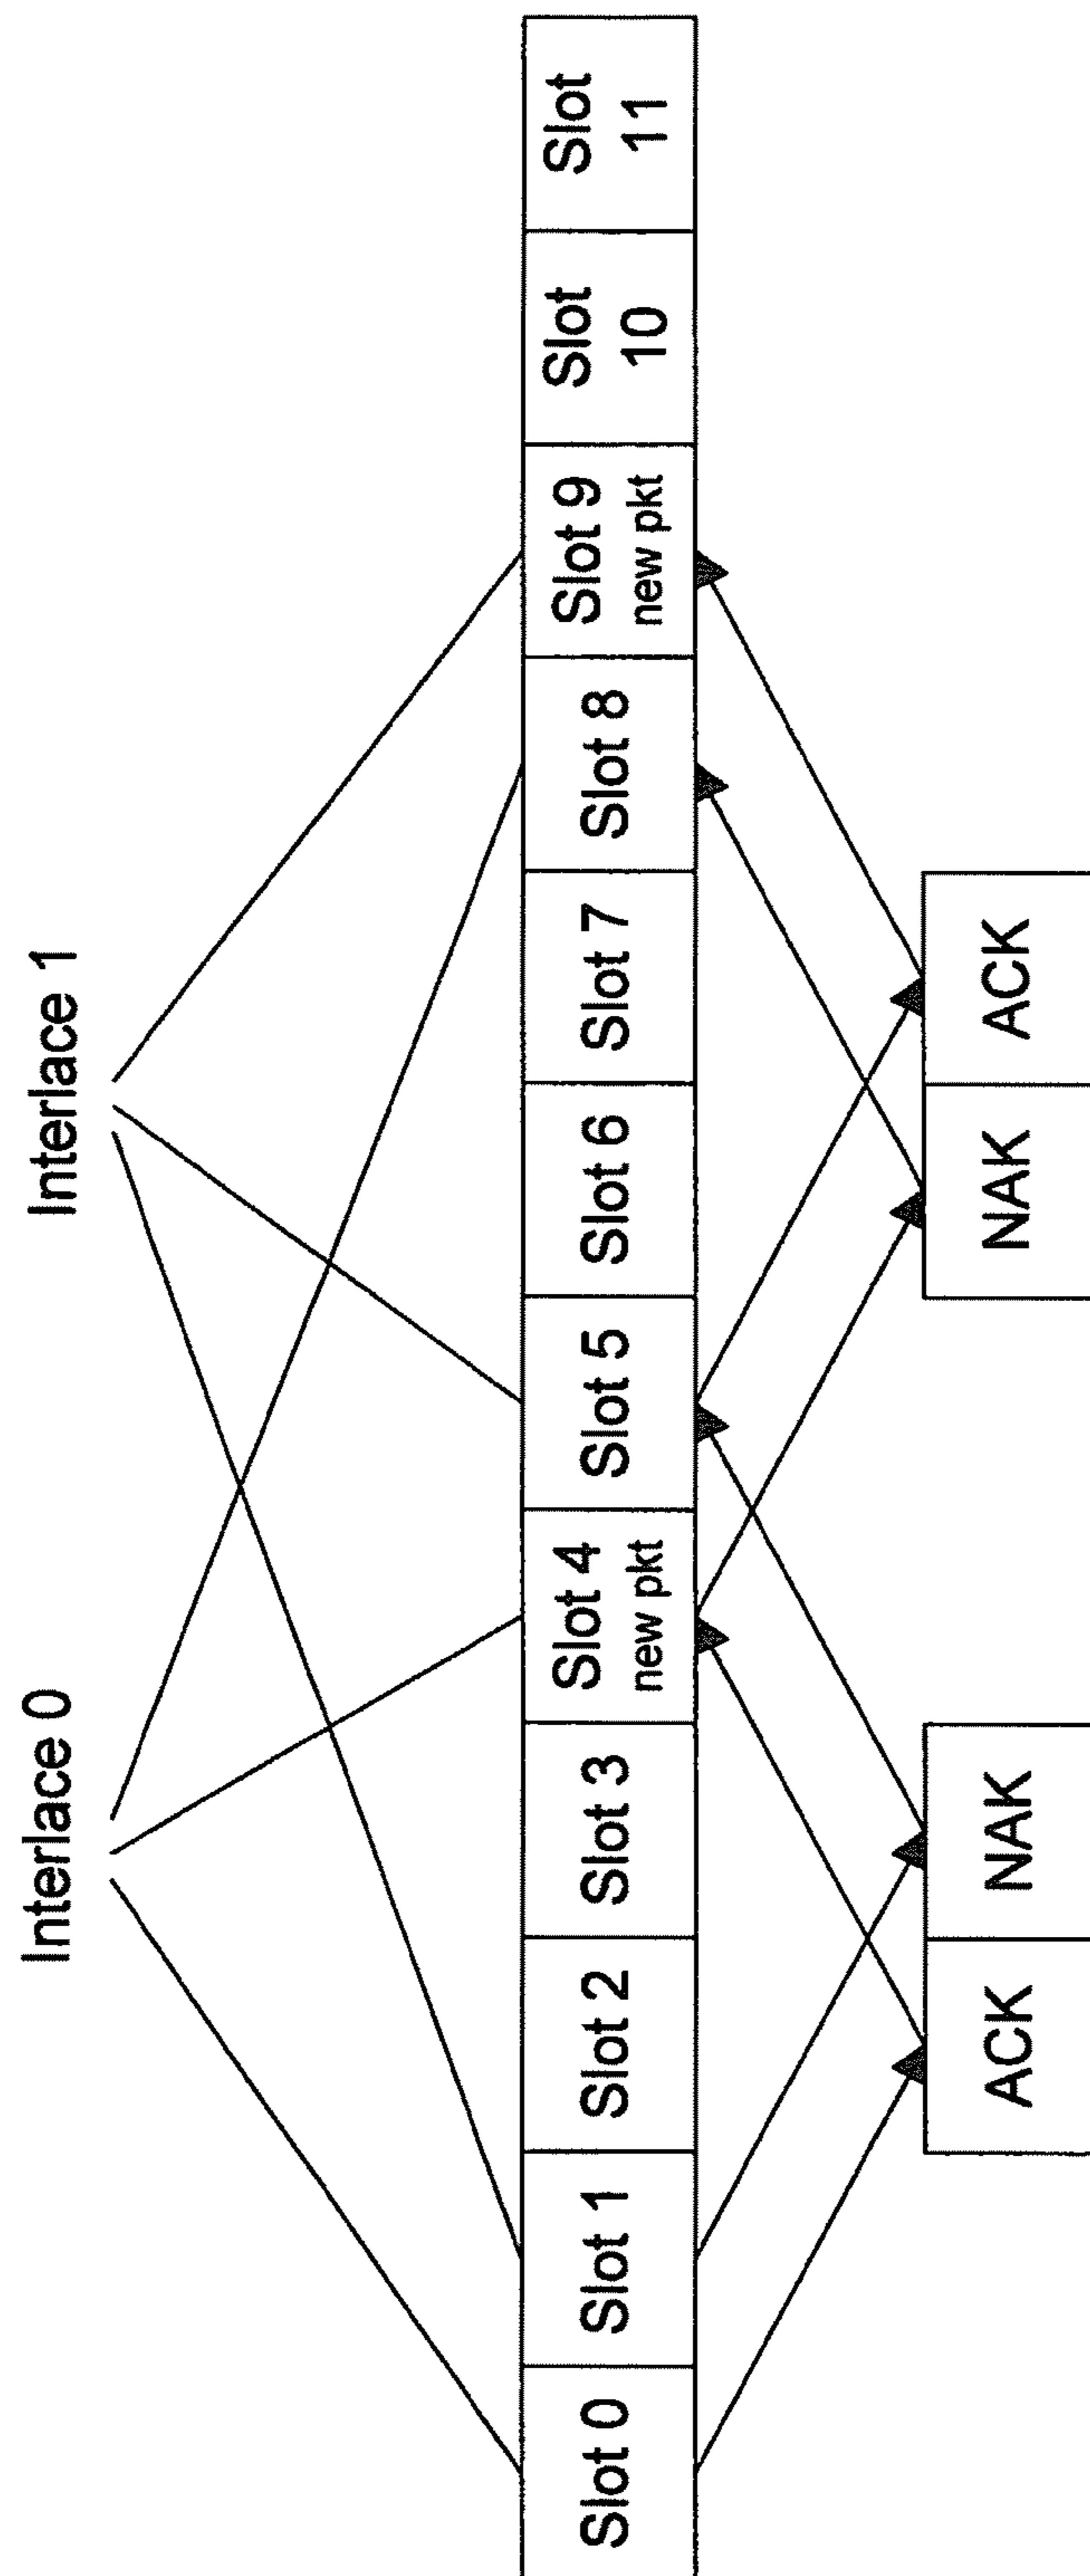 Interlace 0
Interlace 1
Slot 0
Slot 1
Slot 2
Slot 3
Slot 4
new pkt
Slot 5
Slot 6
Slot 7
Slot 8
Slot 9
new pkt
Slot
10
Slot
11
ACK
NAK
NAK
ACK